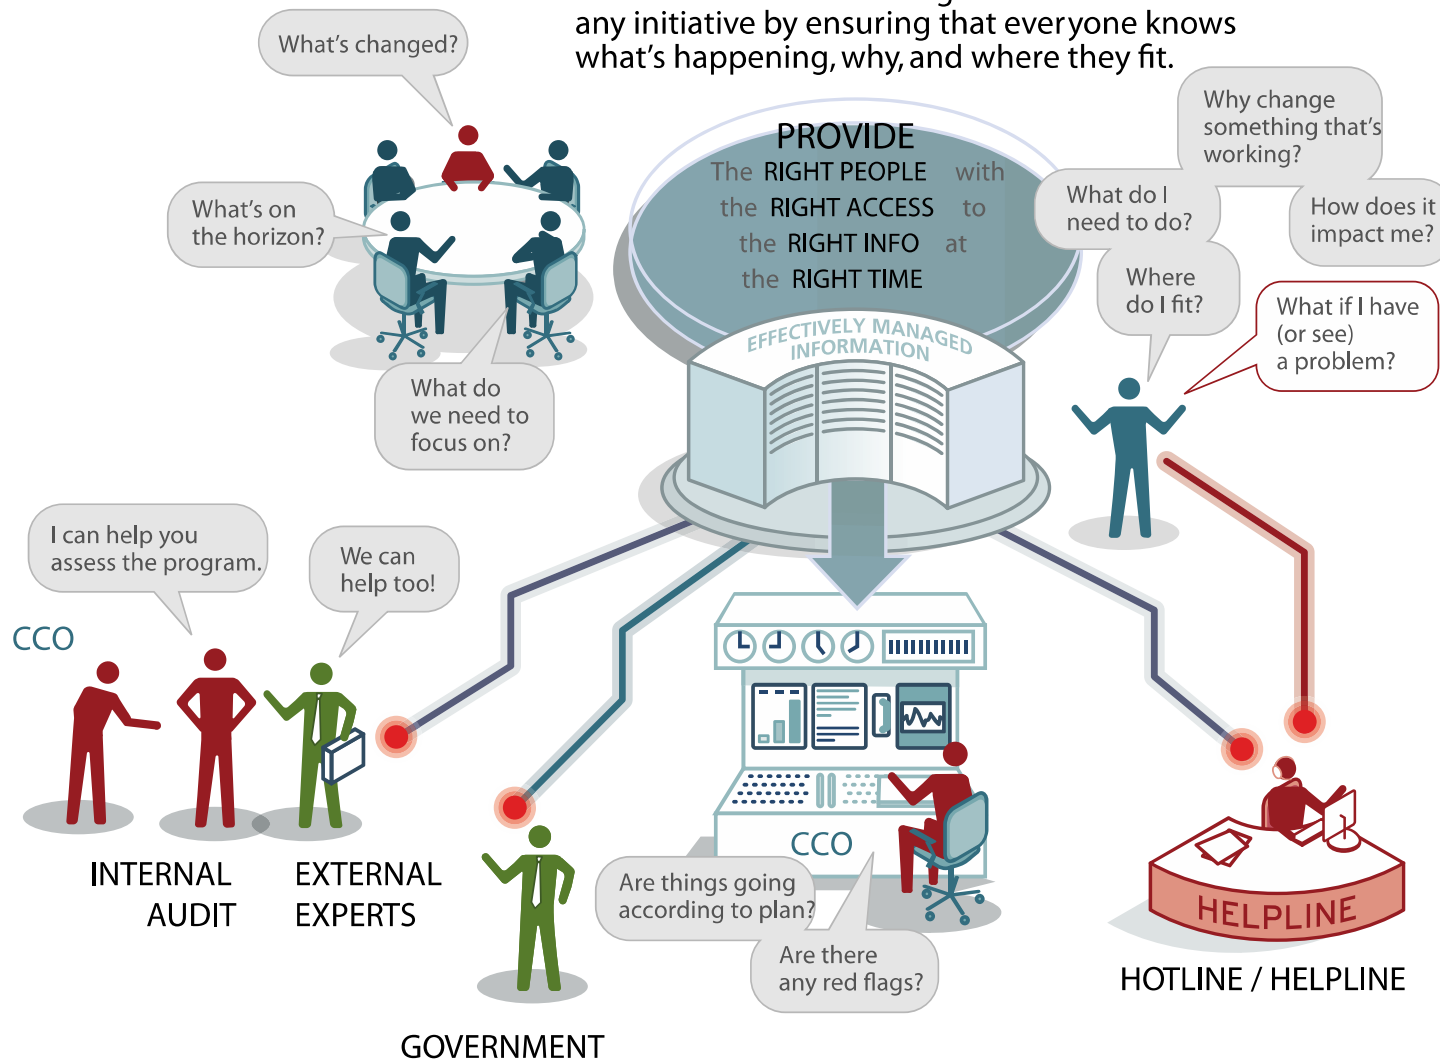 any initiative by ensuring that everyone knows
what's happening, why, and where they fit.
What's changed?
What's on
the horizon?
What do
we need to
focus on?
PROVIDE
The RIGHT PEOPLE with
the RIGHT ACCESS to
the RIGHT INFO at
the RIGHT TIME
EFFECTIVELY MANAGED
INFORMATION
Why change
something that's
working?
What do I
need to do?
How does it
impact me?
Where
do I fit?
What if I have
(or see)
a problem?
I can help you
assess the program.
We can
help too!
CCO
INTERNAL
AUDIT
EXTERNAL
EXPERTS
GOVERNMENT
CCO
Are things going
according to plan?
Are there
any red flags?
HELPLINE
HOTLINE / HELPLINE